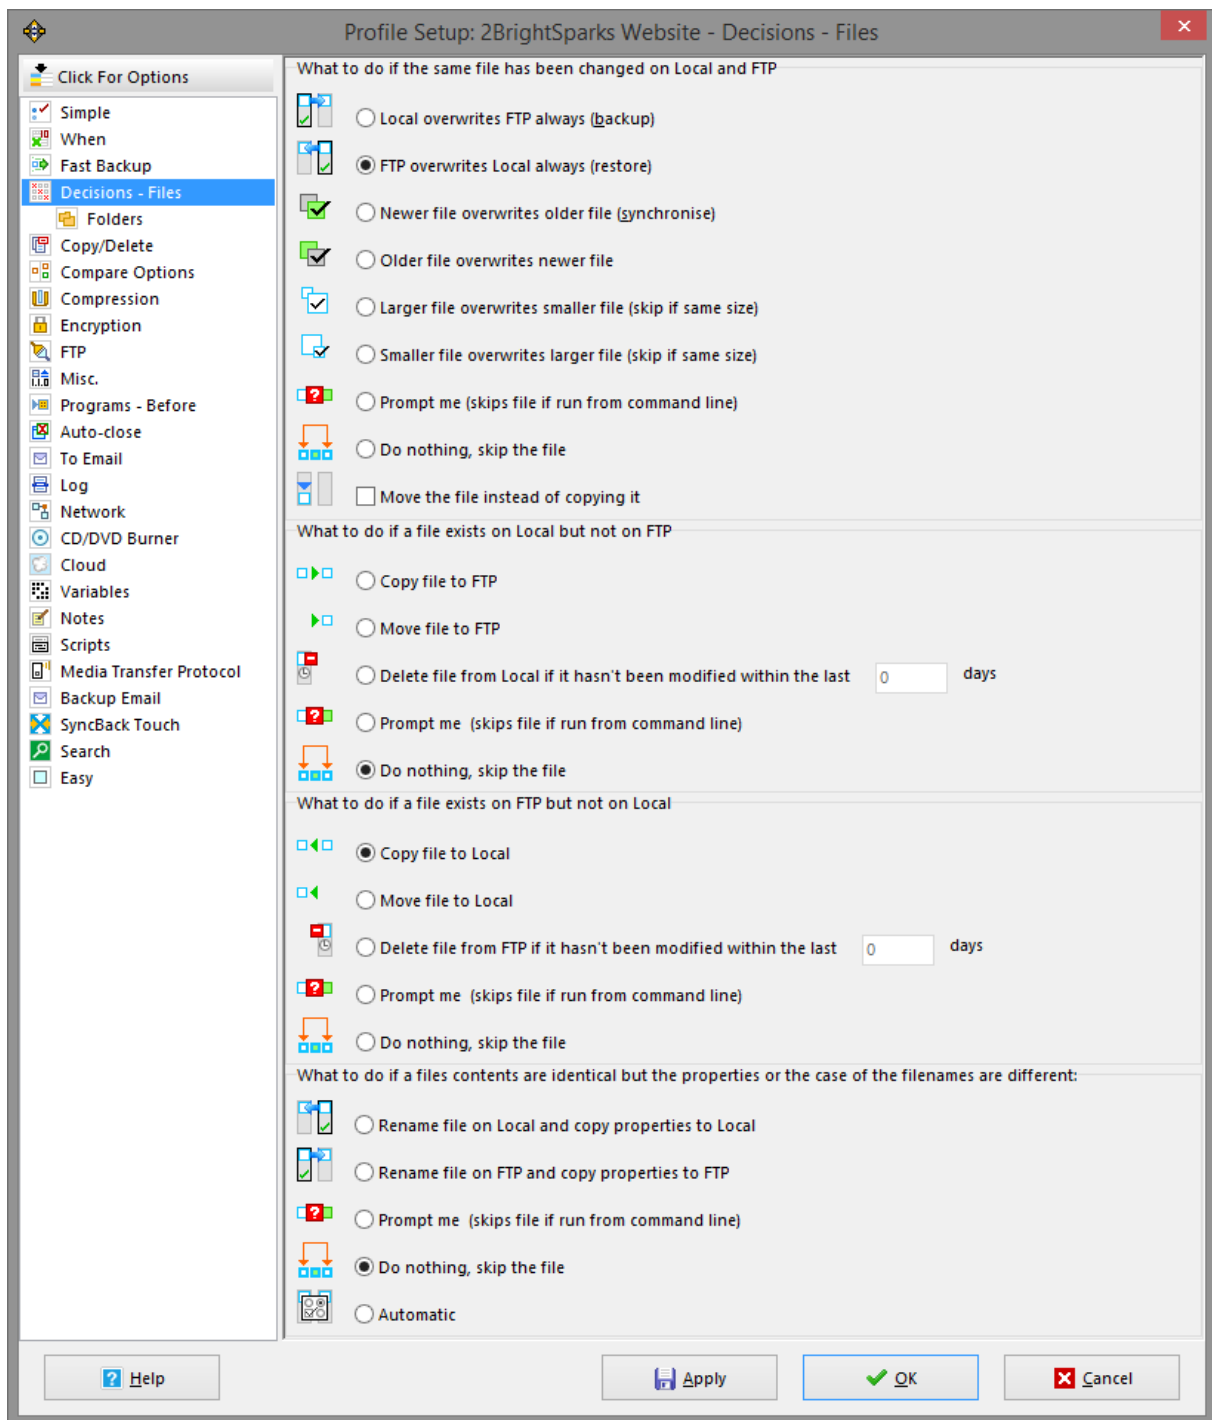 Profile Setup: 2BrightSparks Website - Decisions - Files
Click For Options
Simple
When
Fast Backup
Decisions - Files
Folders
Copy/Delete
Compare Options
Compression
Encryption
FTP
Misc.
Programs - Before
Auto-close
To Email
Log
Network
CD/DVD Burner
Cloud
Variables
Notes
Scripts
Media Transfer Protocol
Backup Email
SyncBack Touch
Search
Easy
What to do if the same file has been changed on Local and FTP
Local overwrites FTP always (backup)
FTP overwrites Local always (restore)
Newer file overwrites older file (synchronise)
Older file overwrites newer file
Larger file overwrites smaller file (skip if same size)
Smaller file overwrites larger file (skip if same size)
Prompt me (skips file if run from command line)
Do nothing, skip the file
Move the file instead of copying it
What to do if a file exists on Local but not on FTP
Copy file to FTP
Move file to FTP
Delete file from Local if it hasn't been modified within the last 0 days
Prompt me (skips file if run from command line)
Do nothing, skip the file
What to do if a file exists on FTP but not on Local
Copy file to Local
Move file to Local
Delete file from FTP if it hasn't been modified within the last 0 days
Prompt me (skips file if run from command line)
Do nothing, skip the file
What to do if a files contents are identical but the properties or the case of the filenames are different:
Rename file on Local and copy properties to Local
Rename file on FTP and copy properties to FTP
Prompt me (skips file if run from command line)
Do nothing, skip the file
Automatic
Help
Apply
OK
Cancel